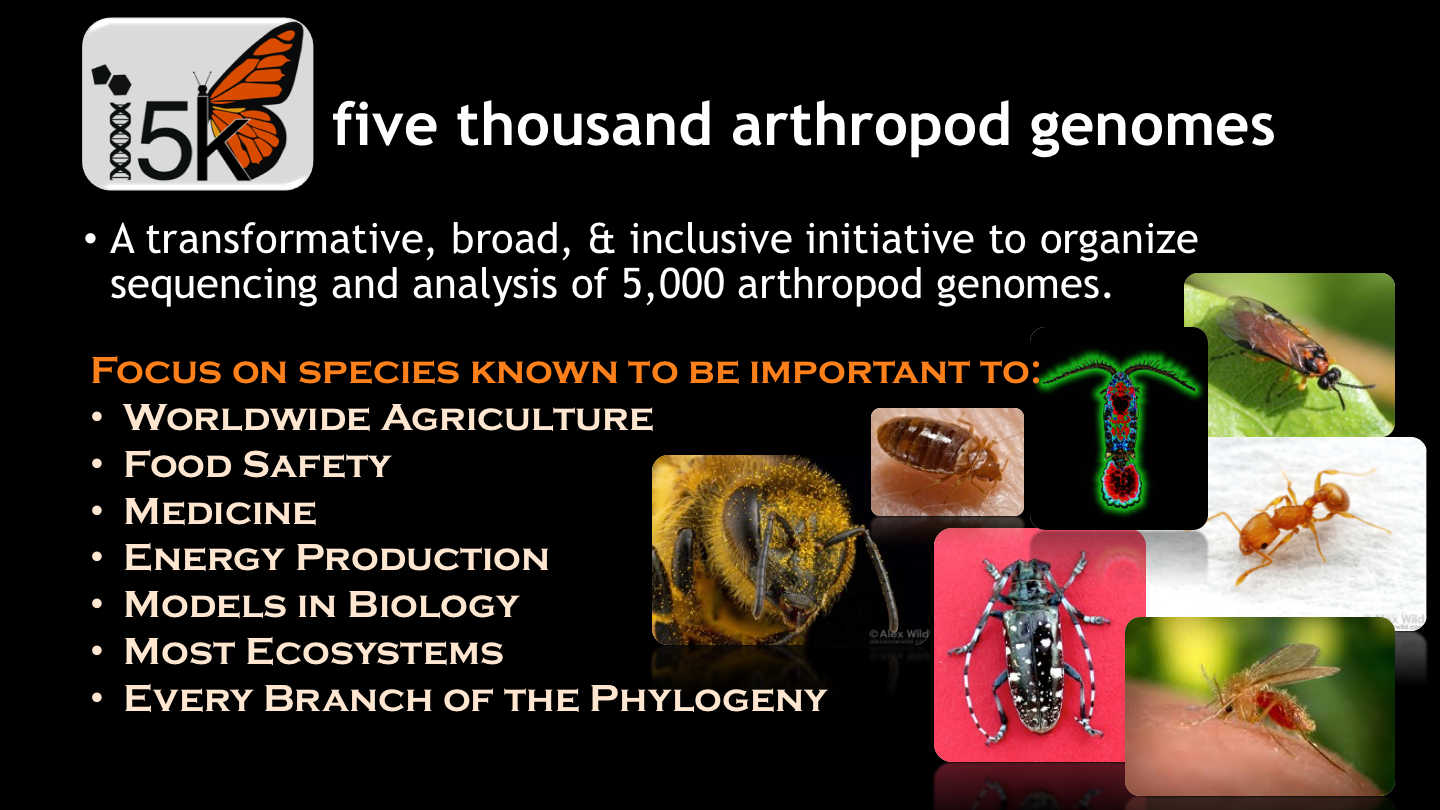 i5k
five thousand arthropod genomes
• A transformative, broad, & inclusive initiative to organize
sequencing and analysis of 5,000 arthropod genomes.
Focus on species known to be important to:
• Worldwide Agriculture
• Food Safety
• Medicine
• Energy Production
• Models in Biology
• Most Ecosystems
• Every Branch of the Phylogeny
© Alex Wild
© Alex Wild